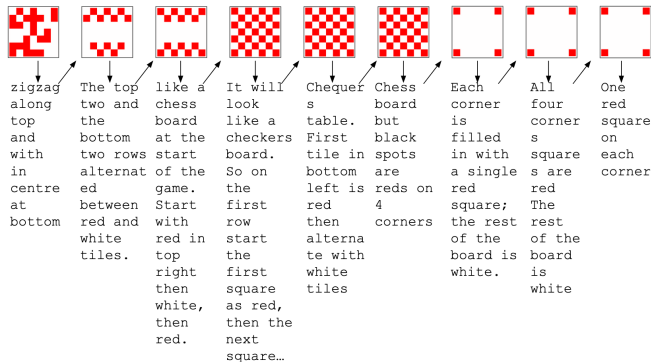 zigzag
along
top
and
with
in
centre
at
bottom
The top
two and
the
bottom
two rows
alternat
ed
between
red and
white
tiles.
like a
chess
board
at the
start
of the
game.
Start
with
red in
top
right
then
white,
then
red.
It will
look
like a
checkers
board.
So on
the
first
row
start
the
first
square
as red,
then the
next
square…
Chequer
s
table.
First
tile in
bottom
left is
red
then
alterna
te with
white
tiles
Chess
board
but
black
spots
are
reds on
4
corners
Each
corner
is
filled
in with
a single
red
square;
the rest
of the
board is
white.
All
four
corner
s
square
s are
red
The
rest
of the
board
is
white
One
red
square
on
each
corner